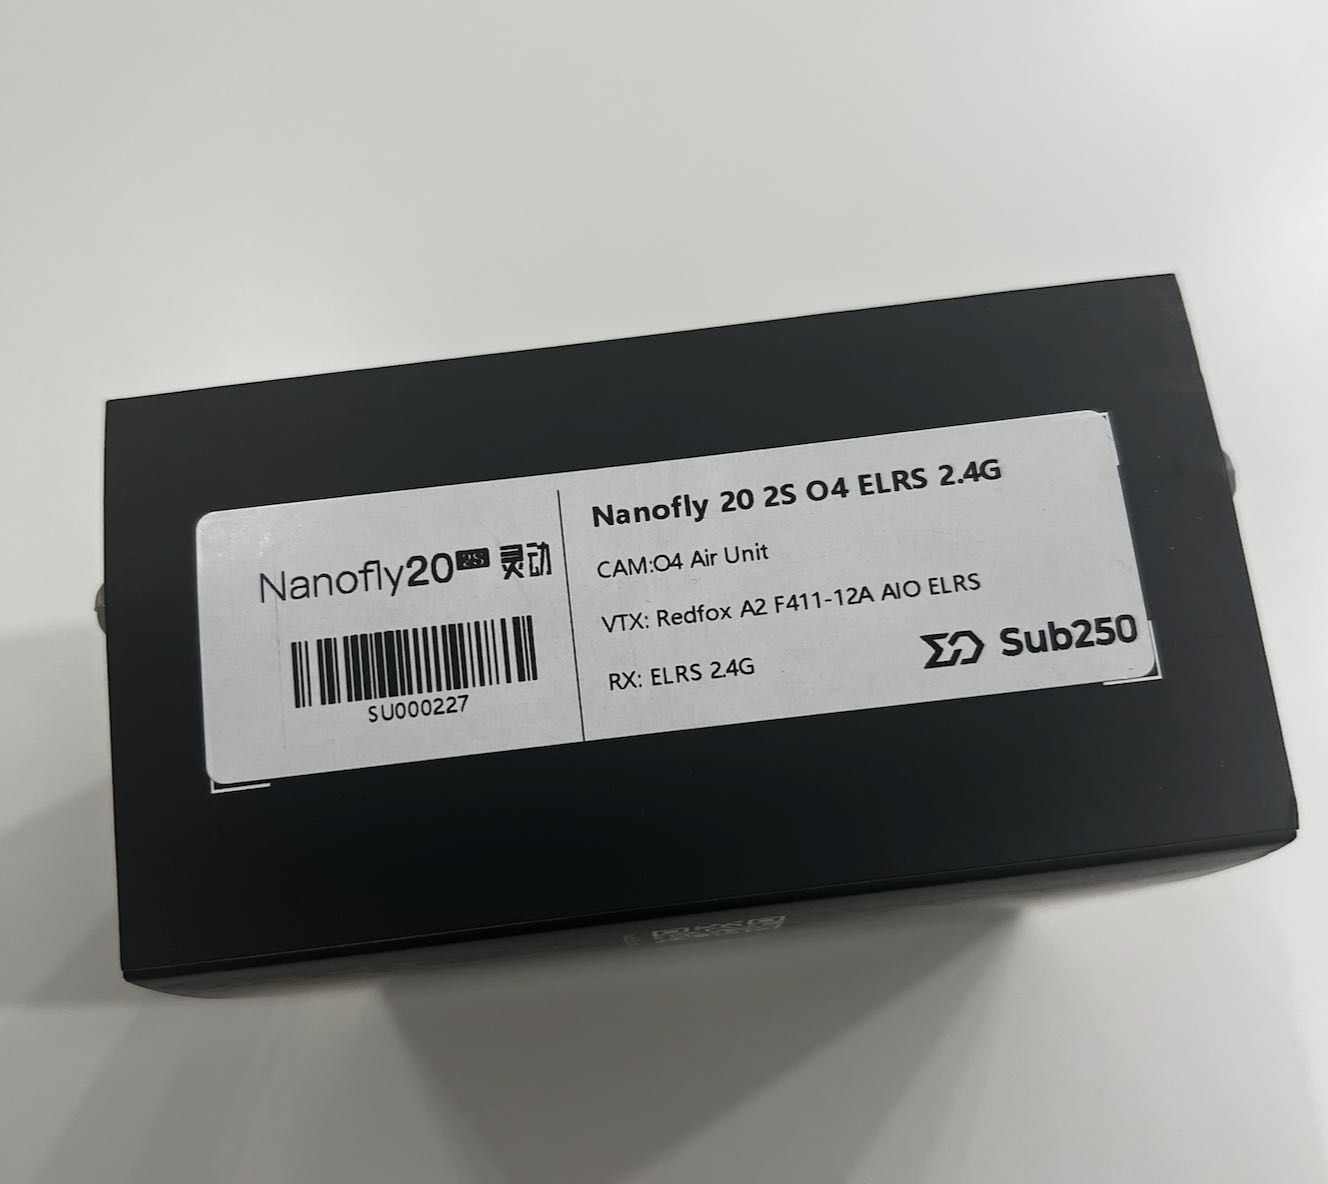 Nanofly20 2S 灵动
SU000227
Nanofly 20 2S O4 ELRS 2.4G
CAM:O4 Air Unit
VTX: Redfox A2 F411-12A AIO ELRS
RX: ELRS 2.4G
Sub250